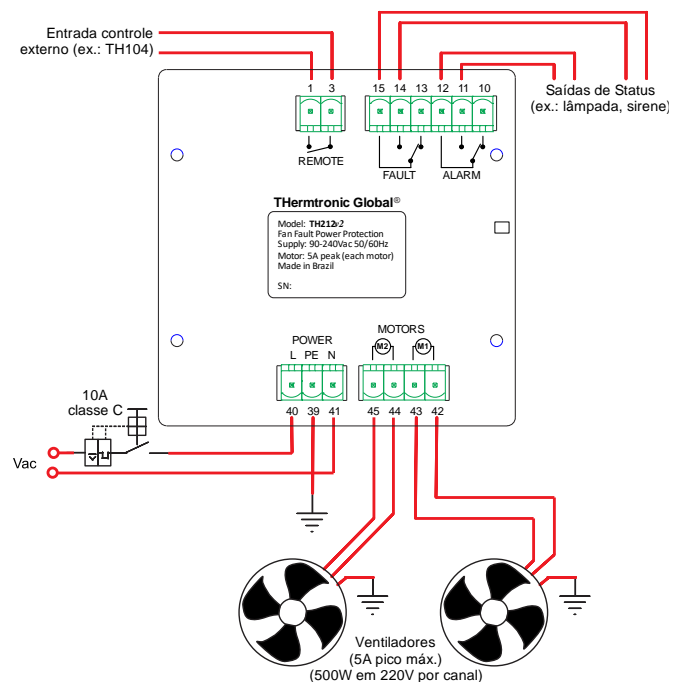 Entrada controle
externo (ex.: TH104)
1 3
15 14 13 12 11 10
Saídas de Status
(ex.: lâmpada, sirene)
REMOTE
FAULT
ALARM
THermtronic Global®
Model: TH212v2
Fan Fault Power Protection
Supply: 90-240Vac 50/60Hz
Motor: 5A peak (each motor)
Made in Brazil
SN:
POWER
L PE N
MOTORS
M2 M1
10A
classe C
40 39 41
45 44 43 42
Vac
Ventiladores
(5A pico máx.)
(500W em 220V por canal)